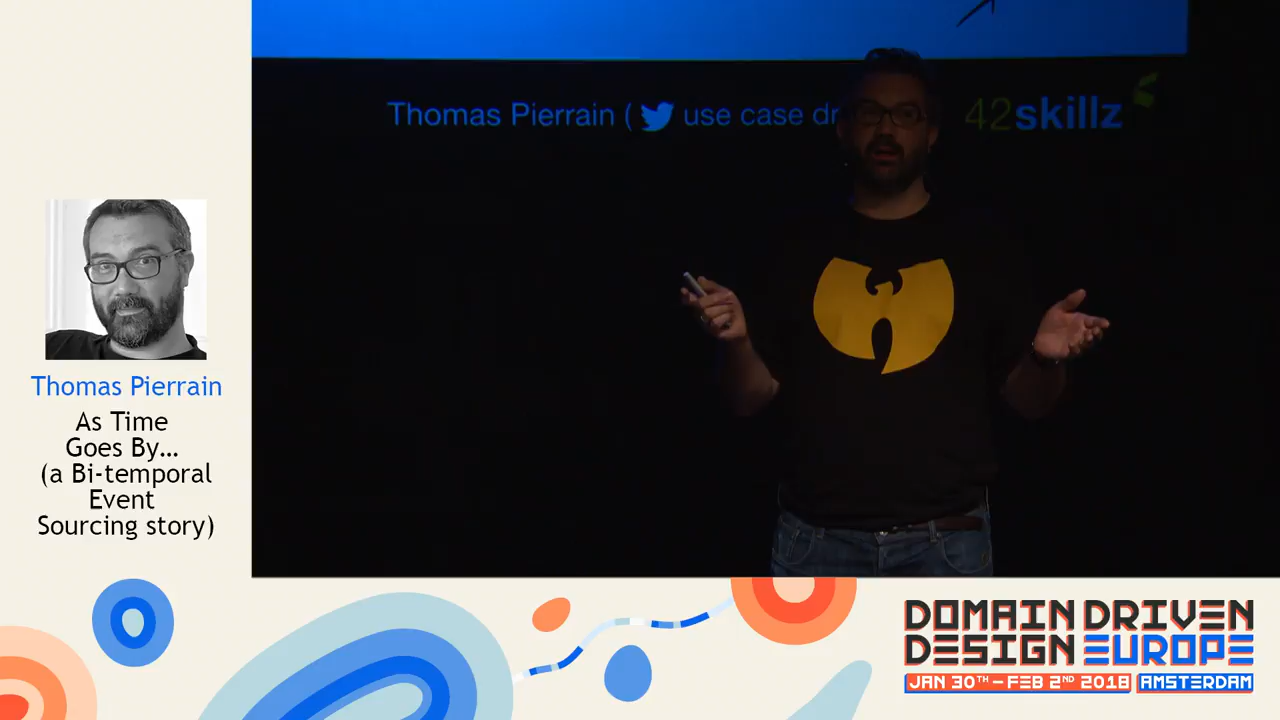 Thomas Pierrain ( use case dr
42skillz
Thomas Pierrain
As Time
Goes By...
(a Bi-temporal
Event
Sourcing story)
DOMAIN DRIVEN
DESIGN EUROPE
JAN 30TH - FEB 2ND 2018 AMSTERDAM